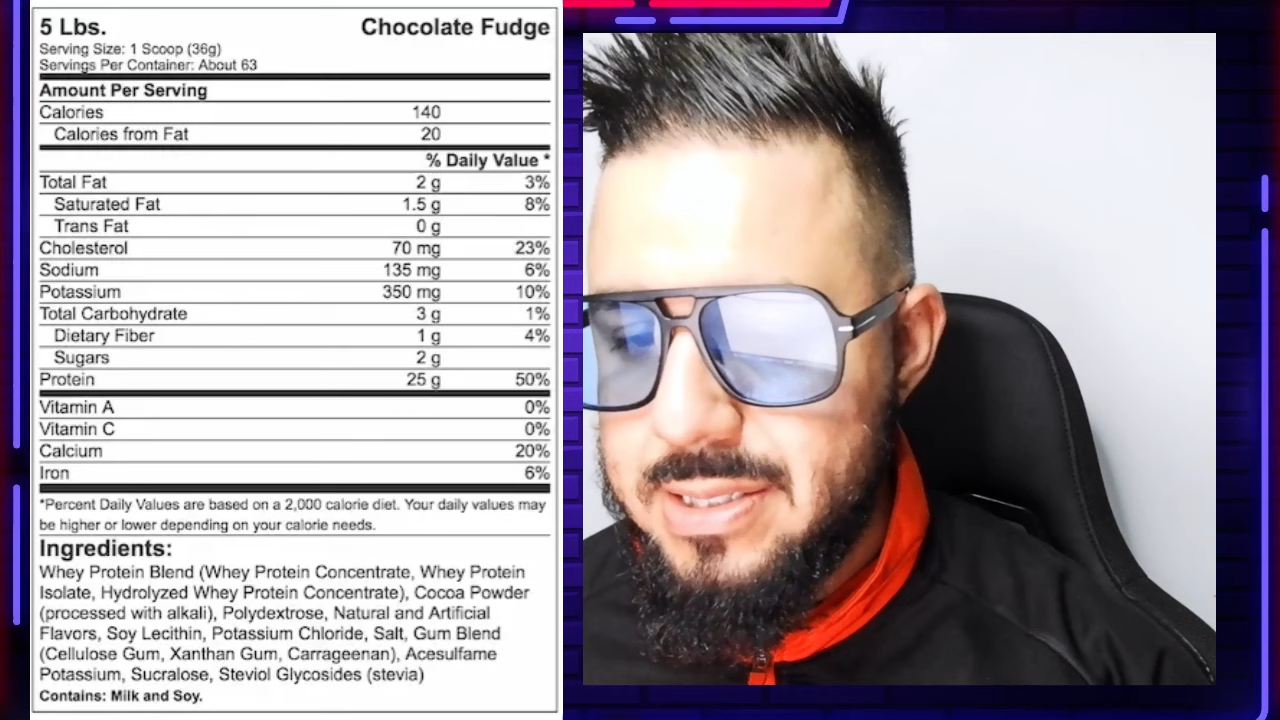 5 Lbs. Chocolate Fudge
Serving Size: 1 Scoop (36g)
Servings Per Container: About 63
Amount Per Serving
Calories 140
Calories from Fat 20
% Daily Value *
Total Fat 2 g 3%
Saturated Fat 1.5 g 8%
Trans Fat 0 g
Cholesterol 70 mg 23%
Sodium 135 mg 6%
Potassium 350 mg 10%
Total Carbohydrate 3 g 1%
Dietary Fiber 1 g 4%
Sugars 2 g
Protein 25 g 50%
Vitamin A 0%
Vitamin C 0%
Calcium 20%
Iron 6%
*Percent Daily Values are based on a 2,000 calorie diet. Your daily values may
be higher or lower depending on your calorie needs.
Ingredients:
Whey Protein Blend (Whey Protein Concentrate, Whey Protein
Isolate, Hydrolyzed Whey Protein Concentrate), Cocoa Powder
(processed with alkali), Polydextrose, Natural and Artificial
Flavors, Soy Lecithin, Potassium Chloride, Salt, Gum Blend
(Cellulose Gum, Xanthan Gum, Carrageenan), Acesulfame
Potassium, Sucralose, Steviol Glycosides (stevia)
Contains: Milk and Soy.